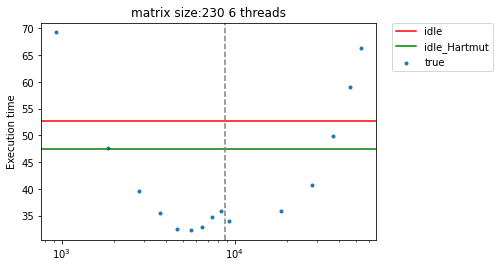 matrix size:230 6 threads
Execution time
70
65
60
55
50
45
40
35
10³
10⁴
idle
idle_Hartmut
true